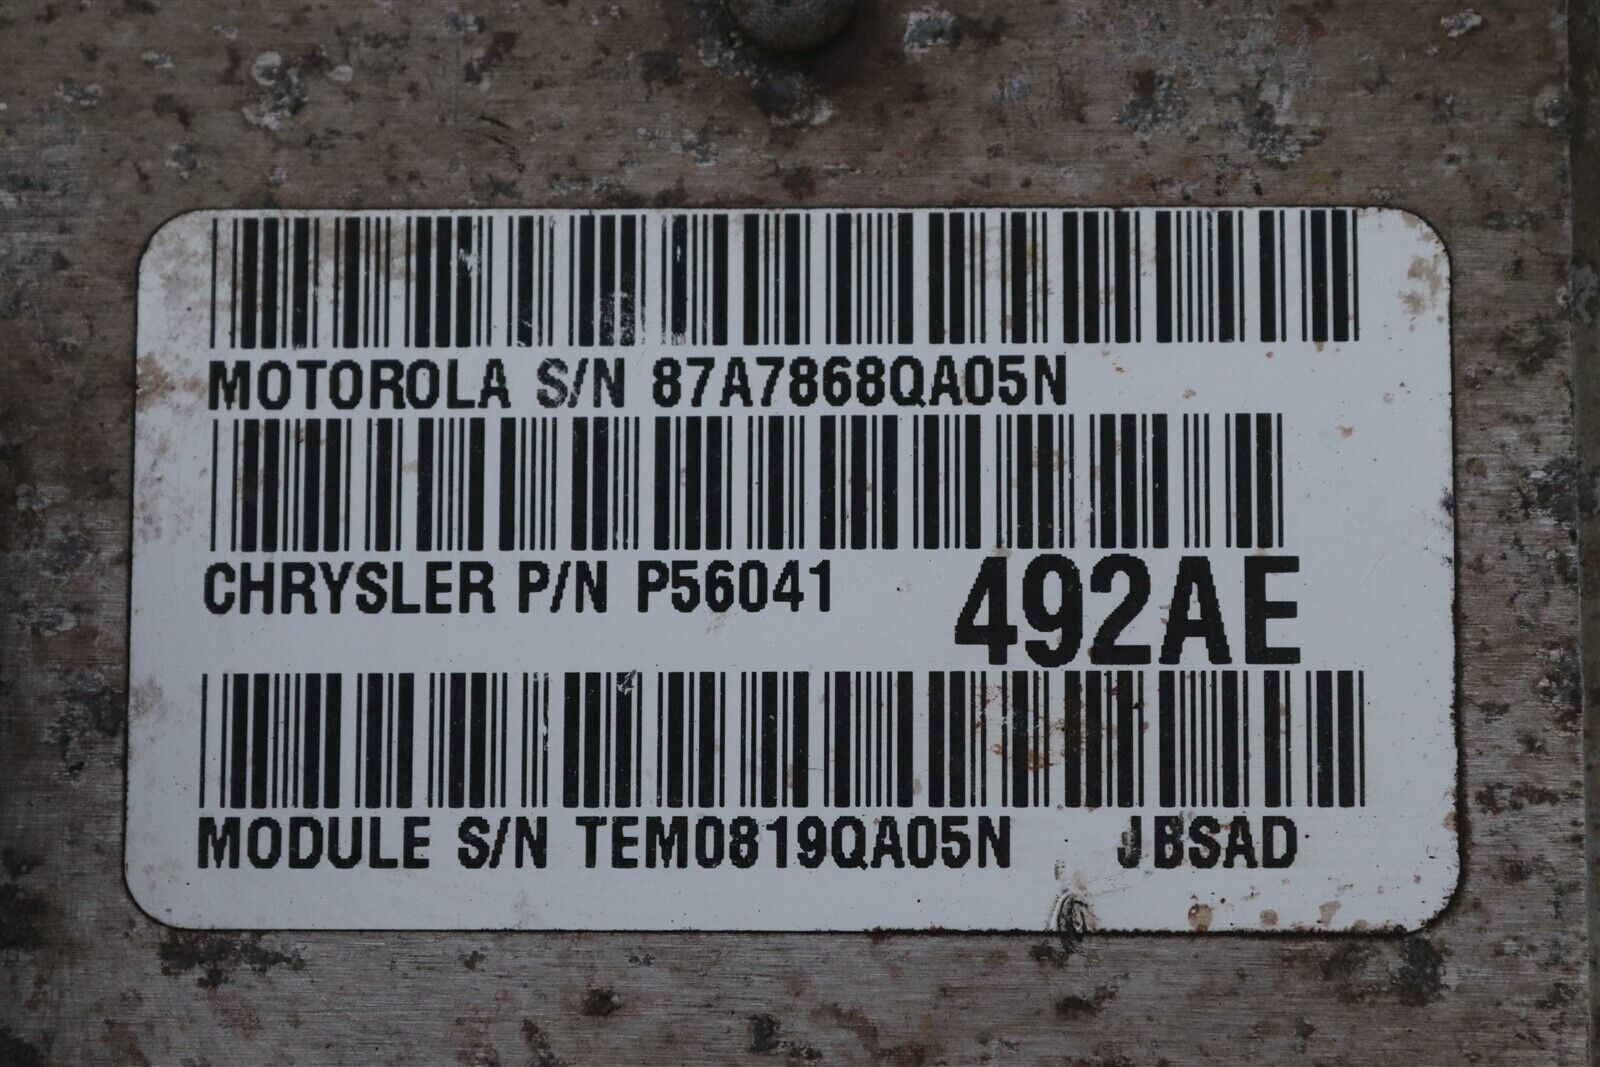 MOTOROLA S/N 87A7868QA05N
CHRYSLER P/N P56041 492AE
MODULE S/N TEM0819QA05N JBSAD